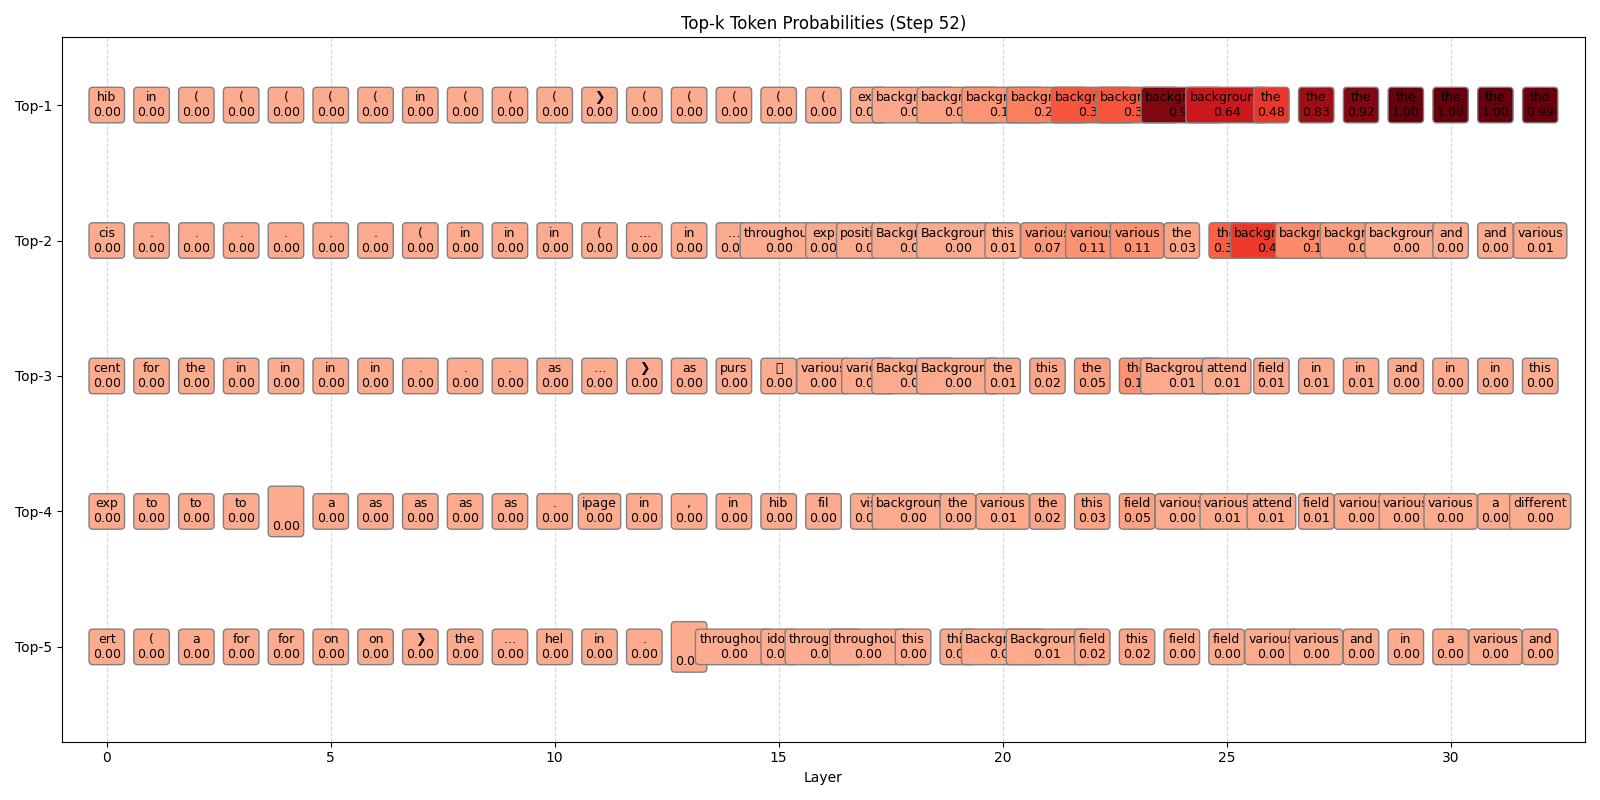 Top-k Token Probabilities (Step 52)
Top-1
hib in ( ( ( ( ( in ( ( ( ❯ ( ( ( ( ( background the the the the the the the
0.00 0.00 0.00 0.00 0.00 0.00 0.00 0.00 0.00 0.00 0.00 0.00 0.00 0.00 0.00 0.00 0.00 0.64 0.48 0.83 0.92 1.00 1.00 1.00 0.99
Top-2
cis . . . . . . ( in in in ( ... in ... this various the background and and various
0.00 0.00 0.00 0.00 0.00 0.00 0.00 0.00 0.00 0.00 0.00 0.00 0.00 0.00 0.00 0.00 0.01 0.07 0.11 0.11 0.03 0.00 0.00 0.00 0.01
Top-3
cent for the in in in in . . . as ... ❯ as purs the this the attend field in in and in in this
0.00 0.00 0.00 0.00 0.00 0.00 0.00 0.00 0.00 0.00 0.00 0.00 0.00 0.00 0.00 0.00 0.00 0.00 0.01 0.02 0.05 0.01 0.01 0.01 0.01 0.01 0.00 0.00 0.00 0.00
Top-4
exp to to to a as as as as . ipage in , in hib fil the various the this field various attend field various a different
0.00 0.00 0.00 0.00 0.00 0.00 0.00 0.00 0.00 0.00 0.00 0.00 0.00 0.00 0.00 0.00 0.00 0.00 0.00 0.01 0.02 0.03 0.05 0.00 0.01 0.01 0.01 0.00 0.00 0.00 0.00 0.00
Top-5
ert ( a for for on on ❯ the ... hel in . this field this field field various and in a various and
0.00 0.00 0.00 0.00 0.00 0.00 0.00 0.00 0.00 0.00 0.00 0.00 0.00 0.00 0.00 0.00 0.01 0.02 0.02 0.00 0.00 0.00 0.00 0.00 0.00 0.00 0.00 0.00
0 5 10 15 20 25 30
Layer